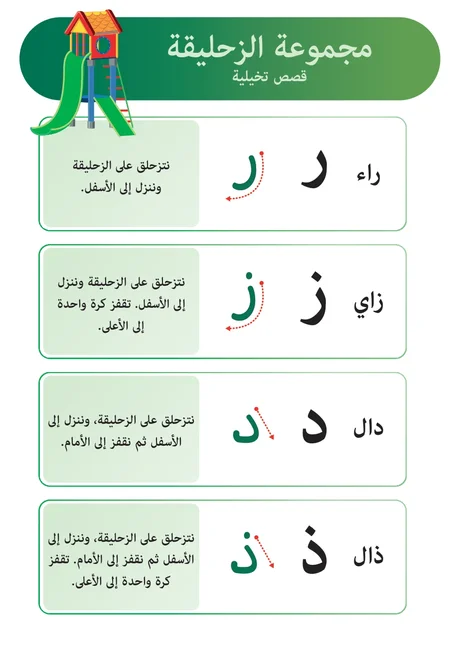 مجموعة الزحليقة
قصص تخيلية
راء
ر
ر
نتزحلق على الزحليقة
وننزل إلى الأسفل.
زاي
ز
ز
نتزحلق على الزحليقة وننزل
إلى الأسفل. تقفز كرة واحدة
إلى الأعلى.
دال
د
د
نتزحلق على الزحليقة، وننزل إلى
الأسفل ثم نقفز إلى الأمام.
ذال
ذ
ذ
نتزحلق على الزحليقة، وننزل إلى
الأسفل ثم نقفز إلى الأمام. تقفز
كرة واحدة إلى الأعلى.